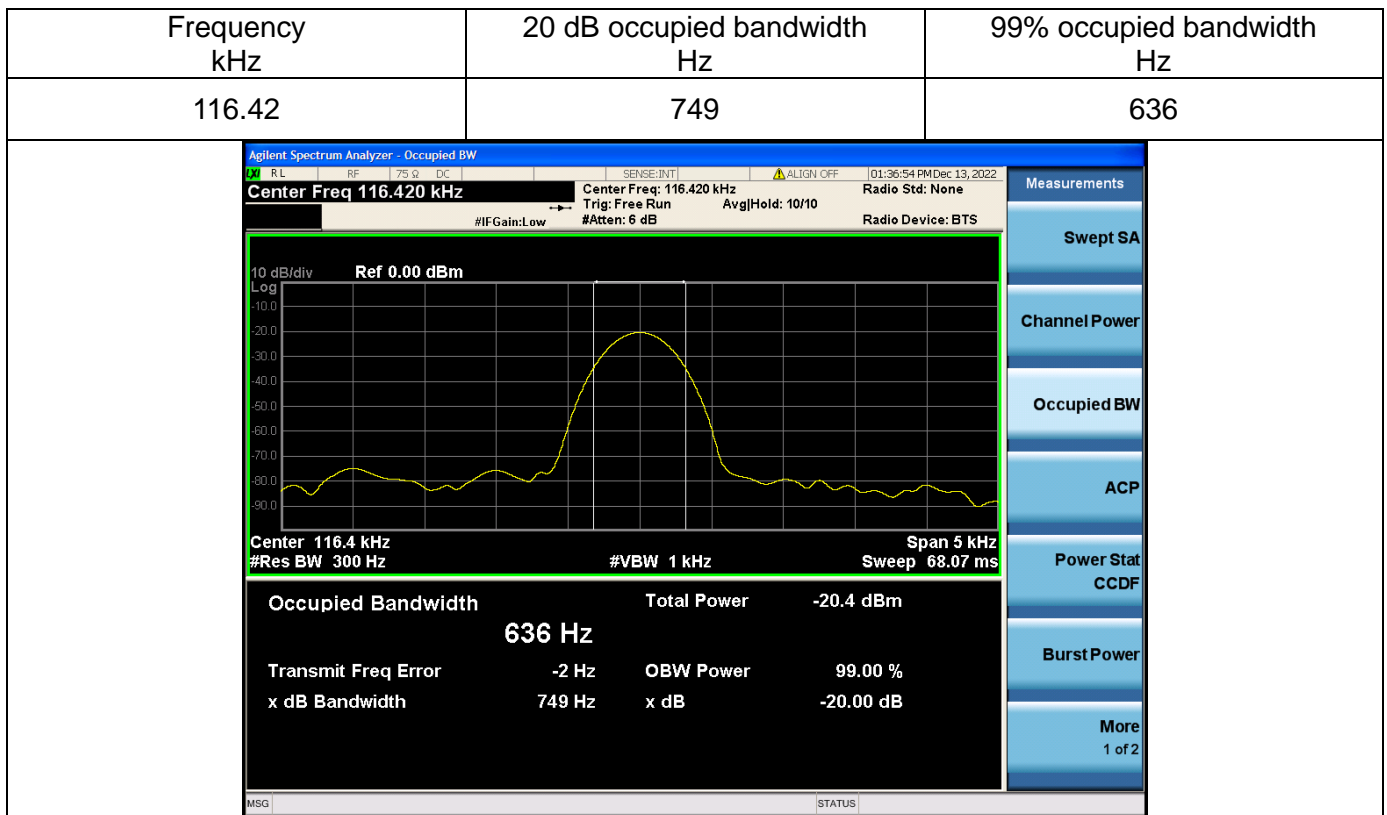 Frequency
kHz
20 dB occupied bandwidth
Hz
99% occupied bandwidth
Hz
116.42
749
636
Agilent Spectrum Analyzer - Occupied BW
LXI RL RF 75 Ω DC SENSE:INT ALIGN OFF 01:36:54 PM Dec 13, 2022
Center Freq 116.420 kHz
Center Freq: 116.420 kHz
Radio Std: None
Trig: Free Run
Avg|Hold: 10/10
#IFGain:Low
#Atten: 6 dB
Radio Device: BTS
10 dB/div Ref 0.00 dBm
Log
-10.0
-20.0
-30.0
-40.0
-50.0
-60.0
-70.0
-80.0
-90.0
Center 116.4 kHz Span 5 kHz
#Res BW 300 Hz #VBW 1 kHz Sweep 68.07 ms
Occupied Bandwidth Total Power -20.4 dBm
636 Hz
Transmit Freq Error -2 Hz OBW Power 99.00 %
x dB Bandwidth 749 Hz x dB -20.00 dB
MSG STATUS
Measurements
Swept SA
Channel Power
Occupied BW
ACP
Power Stat
CCDF
Burst Power
More
1 of 2